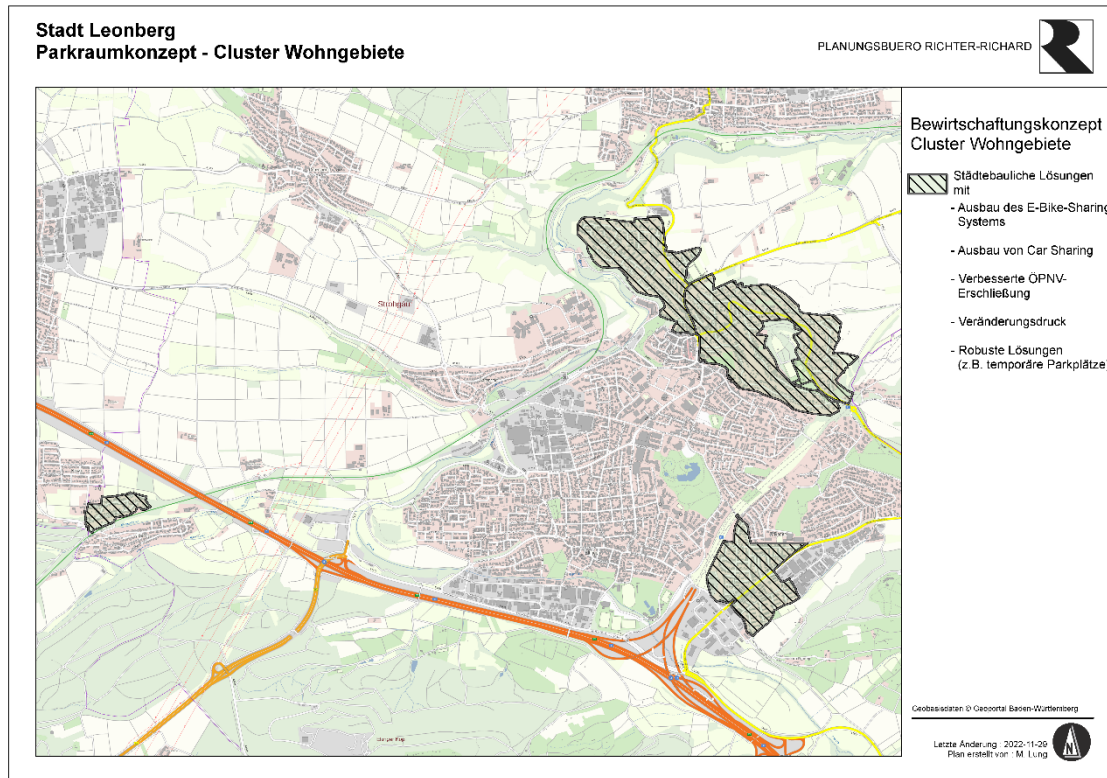 Stadt Leonberg
Parkraumkonzept - Cluster Wohngebiete
PLANUNGSBUERO RICHTER-RICHARD
Bewirtschaftungskonzept
Cluster Wohngebiete
Städtebauliche Lösungen
mit
- Ausbau des E-Bike-Sharing
Systems
- Ausbau von Car Sharing
- Verbesserte ÖPNV-
Erschließung
- Veränderungsdruck
- Robuste Lösungen
(z.B. temporäre Parkplätze)
Strohgäu
Geobasisdaten © Geoportal Baden-Württemberg
Letzte Änderung : 2022-11-29
Plan erstellt von : M. Lung
N